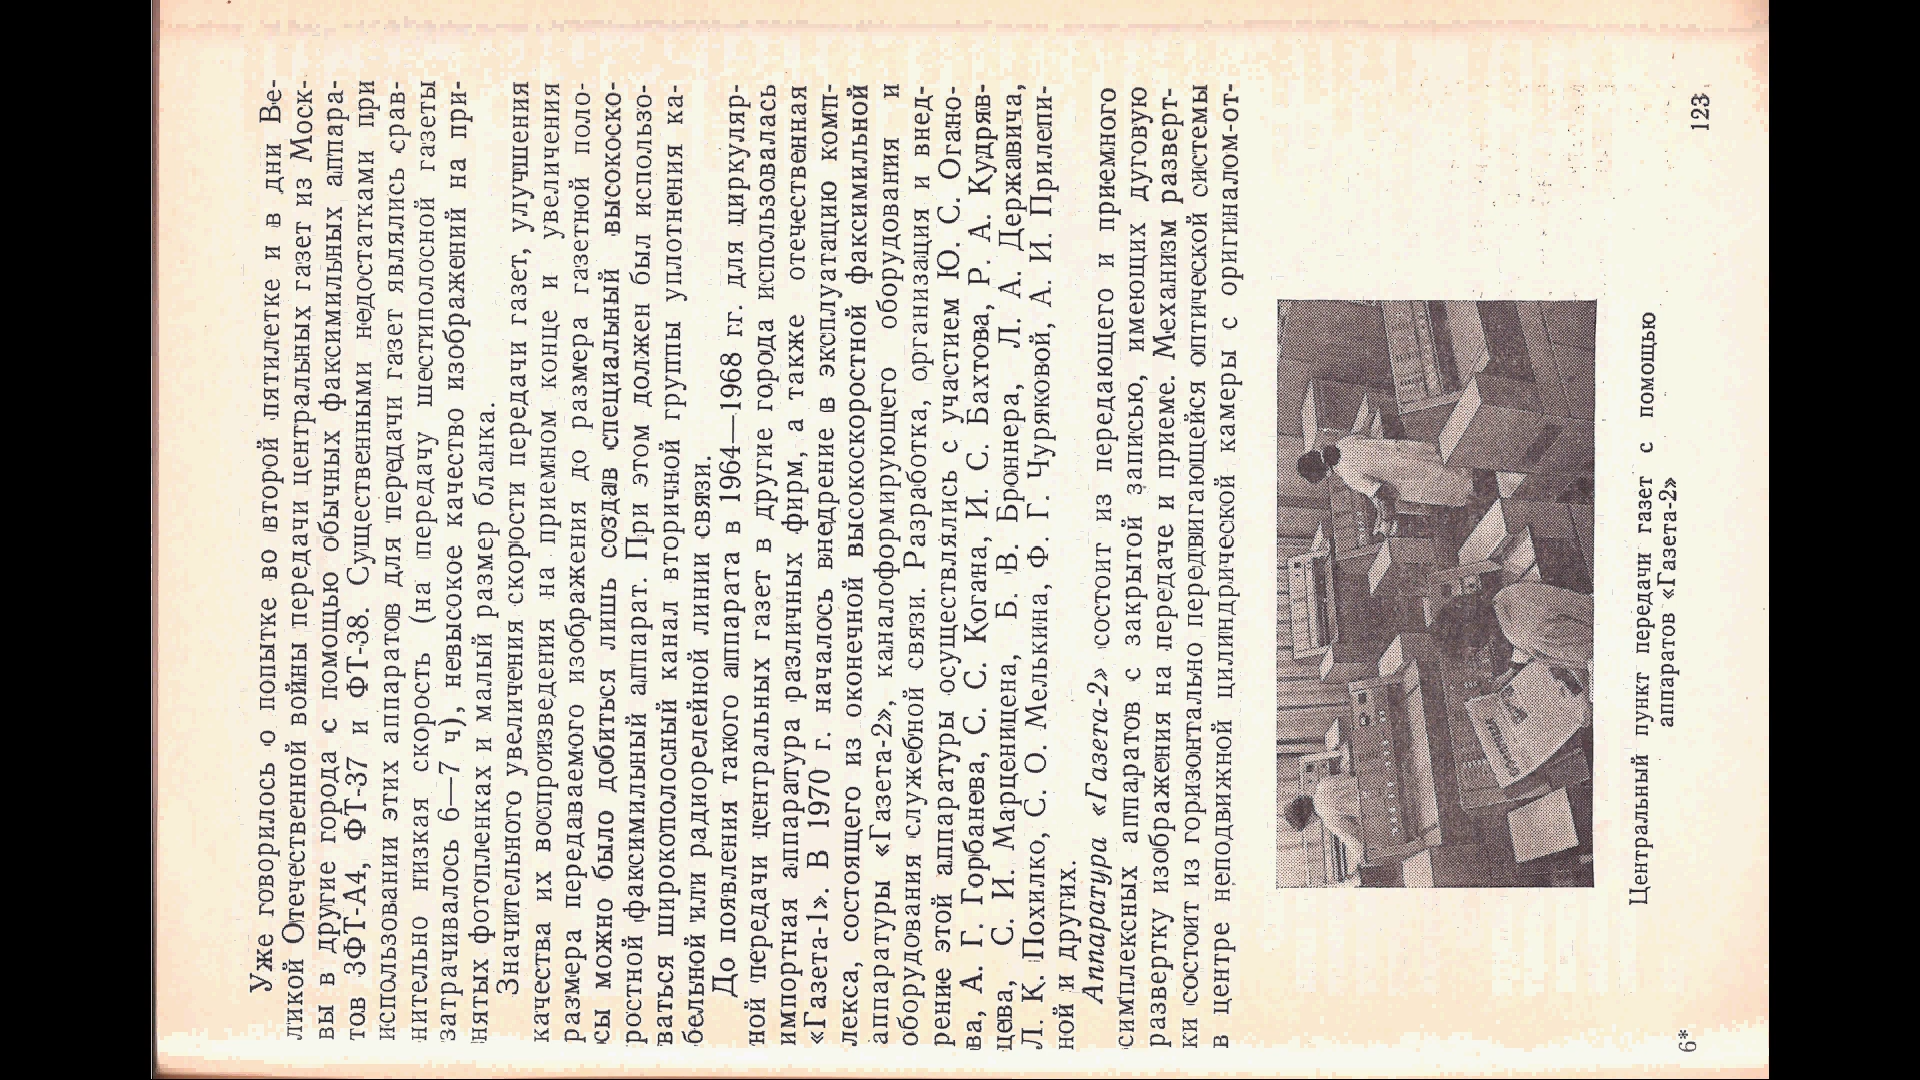 Уже говорилось о попытке во второй пятилетке и в дни Ве-
ликой Отечественной войны передачи центральных газет из Моск-
вы в другие города с помощью обычных факсимильных аппара-
тов ЗФТ-А4, ФТ-37 и ФТ-38. Существенными недостатками при
использовании этих аппаратов для передачи газет являлись срав-
нительно низкая скорость (на передачу шестиполосной газеты
затрачивалось 6—7 ч), невысокое качество изображений на при-
нятых фотопленках и малый размер бланка.
Значительного увеличения скорости передачи газет, улучшения
качества их воспроизведения на приемном конце и увеличения
размера передаваемого изображения до размера газетной поло-
сы можно было добиться лишь создав специальный высокоско-
ростной факсимильный аппарат. При этом должен был использо-
ваться широкополосный канал вторичной группы уплотнения ка-
бельной или радиорелейной линии связи.
До появления такого аппарата в 1964—1968 гг. для циркуляр-
ной передачи центральных газет в другие города использовалась
импортная аппаратура различных фирм, а также отечественная
«Газета-1». В 1970 г. началось внедрение в эксплуатацию комп-
лекса, состоящего из оконечной высокоскоростной факсимильной
аппаратуры «Газета-2», каналоформирующего оборудования и
оборудования служебной связи. Разработка, организация и внед-
рение этой аппаратуры осуществлялись с участием Ю. С. Огано-
ва, А. Г. Горбанева, С. С. Когана, И. С. Бахтова, Р. А. Кудряв-
цева, С. И. Марценицена, Б. В. Броннера, Л. А. Державича,
Л. К. Похилко, С. О. Мелькина, Ф. Г. Чуряковой, А. И. Прилепи-
ной и других.
Аппаратура «Газета-2» состоит из передающего и приемного
симплексных аппаратов с закрытой записью, имеющих дуговую
развертку изображения на передаче и приеме. Механизм разверт-
ки состоит из горизонтально передвигающейся оптической системы
в центре неподвижной цилиндрической камеры с оригиналом-от-
Центральный пункт передачи газет с помощью
аппаратов «Газета-2»
6*
123